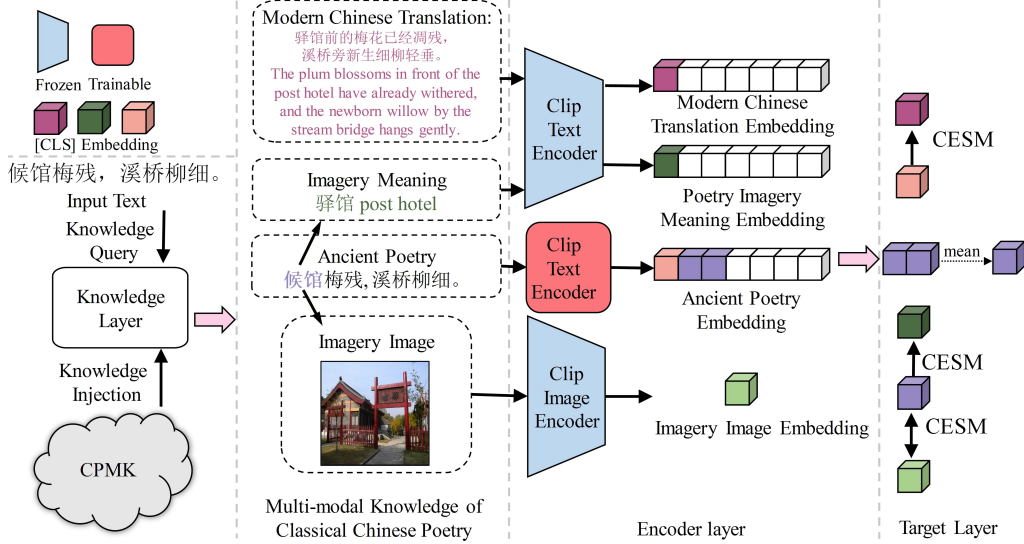 Frozen
Trainable
[CLS] Embedding
候馆梅残，溪桥柳细。
Input Text
Knowledge
Query
Knowledge
Layer
Knowledge
Injection
CPMK
Modern Chinese Translation:
驿馆前的梅花已经凋残，
溪桥旁新生细柳轻垂。
The plum blossoms in front of the
post hotel have already withered,
and the newborn willow by the
stream bridge hangs gently.
Imagery Meaning
驿馆 post hotel
Ancient Poetry
候馆梅残,溪桥柳细。
Imagery Image
Multi-modal Knowledge of
Classical Chinese Poetry
Clip
Text
Encoder
Clip
Text
Encoder
Clip
Image
Encoder
Modern Chinese
Translation Embedding
Poetry Imagery
Meaning Embedding
Ancient Poetry
Embedding
Imagery Image Embedding
Encoder layer
CESM
mean
CESM
CESM
Target Layer